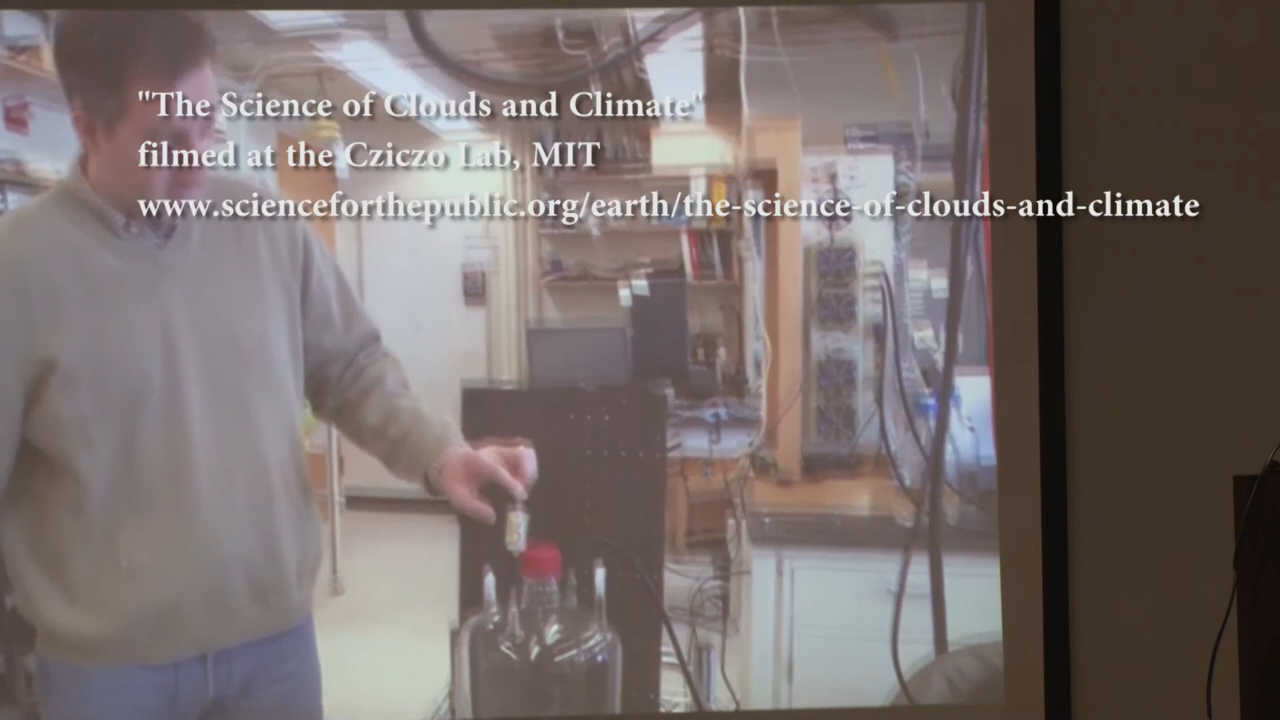 "The Science of Clouds and Climate"
filmed at the Cziczo Lab, MIT
www.scienceforthepublic.org/earth/the-science-of-clouds-and-climate